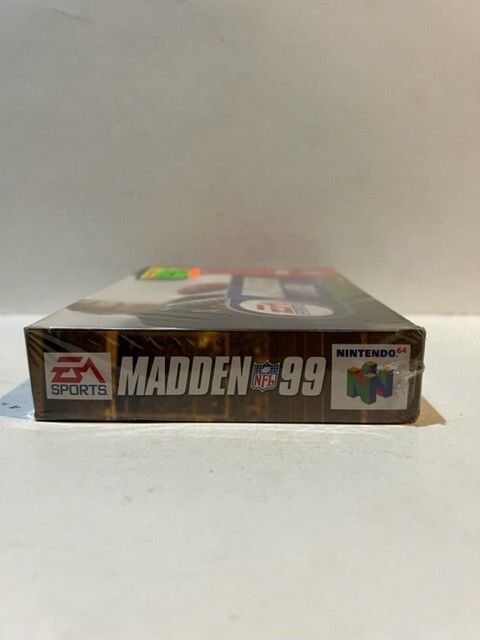 EA
SPORTS
MADDEN NFL 99
NINTENDO 64